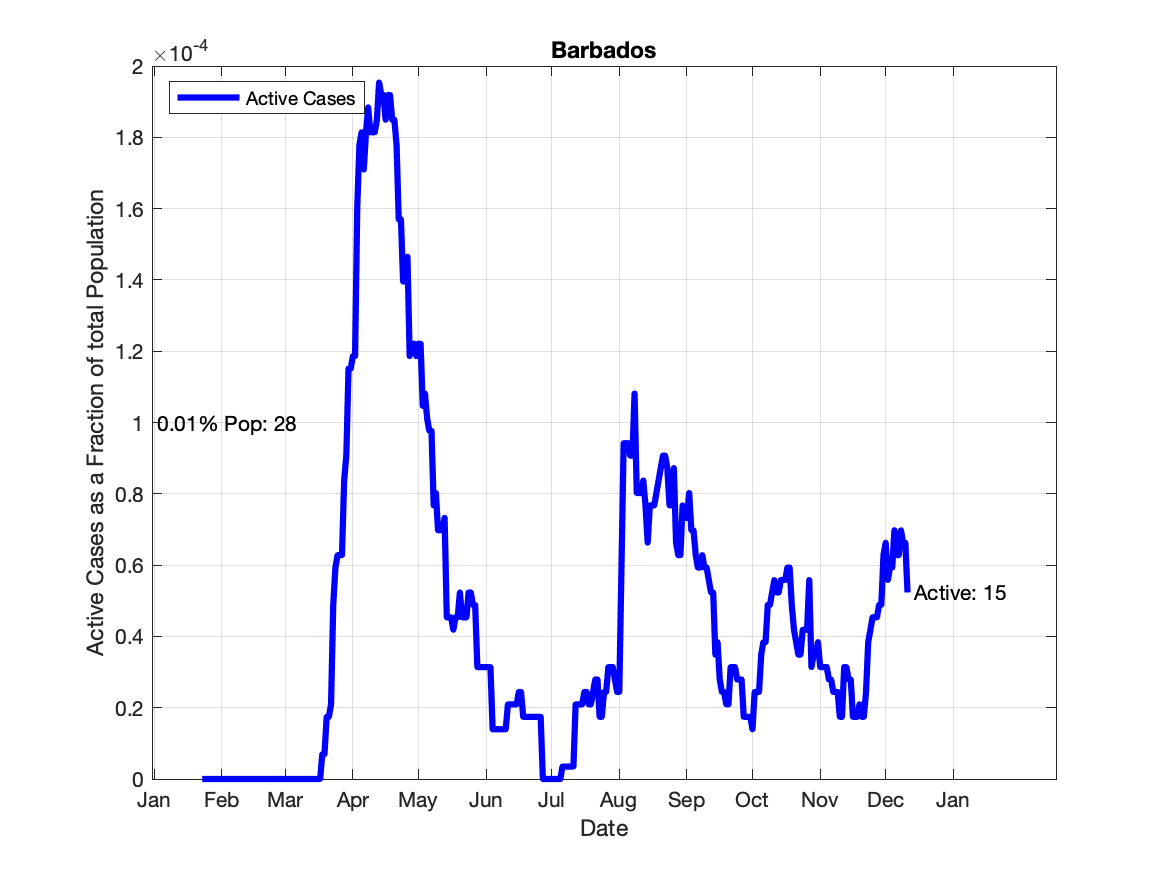 Barbados
×10⁻⁴
2
1.8
1.6
1.4
1.2
1
0.8
0.6
0.4
0.2
0
Active Cases as a Fraction of total Population
Active Cases
0.01% Pop: 28
Active: 15
Jan Feb Mar Apr May Jun Jul Aug Sep Oct Nov Dec Jan
Date